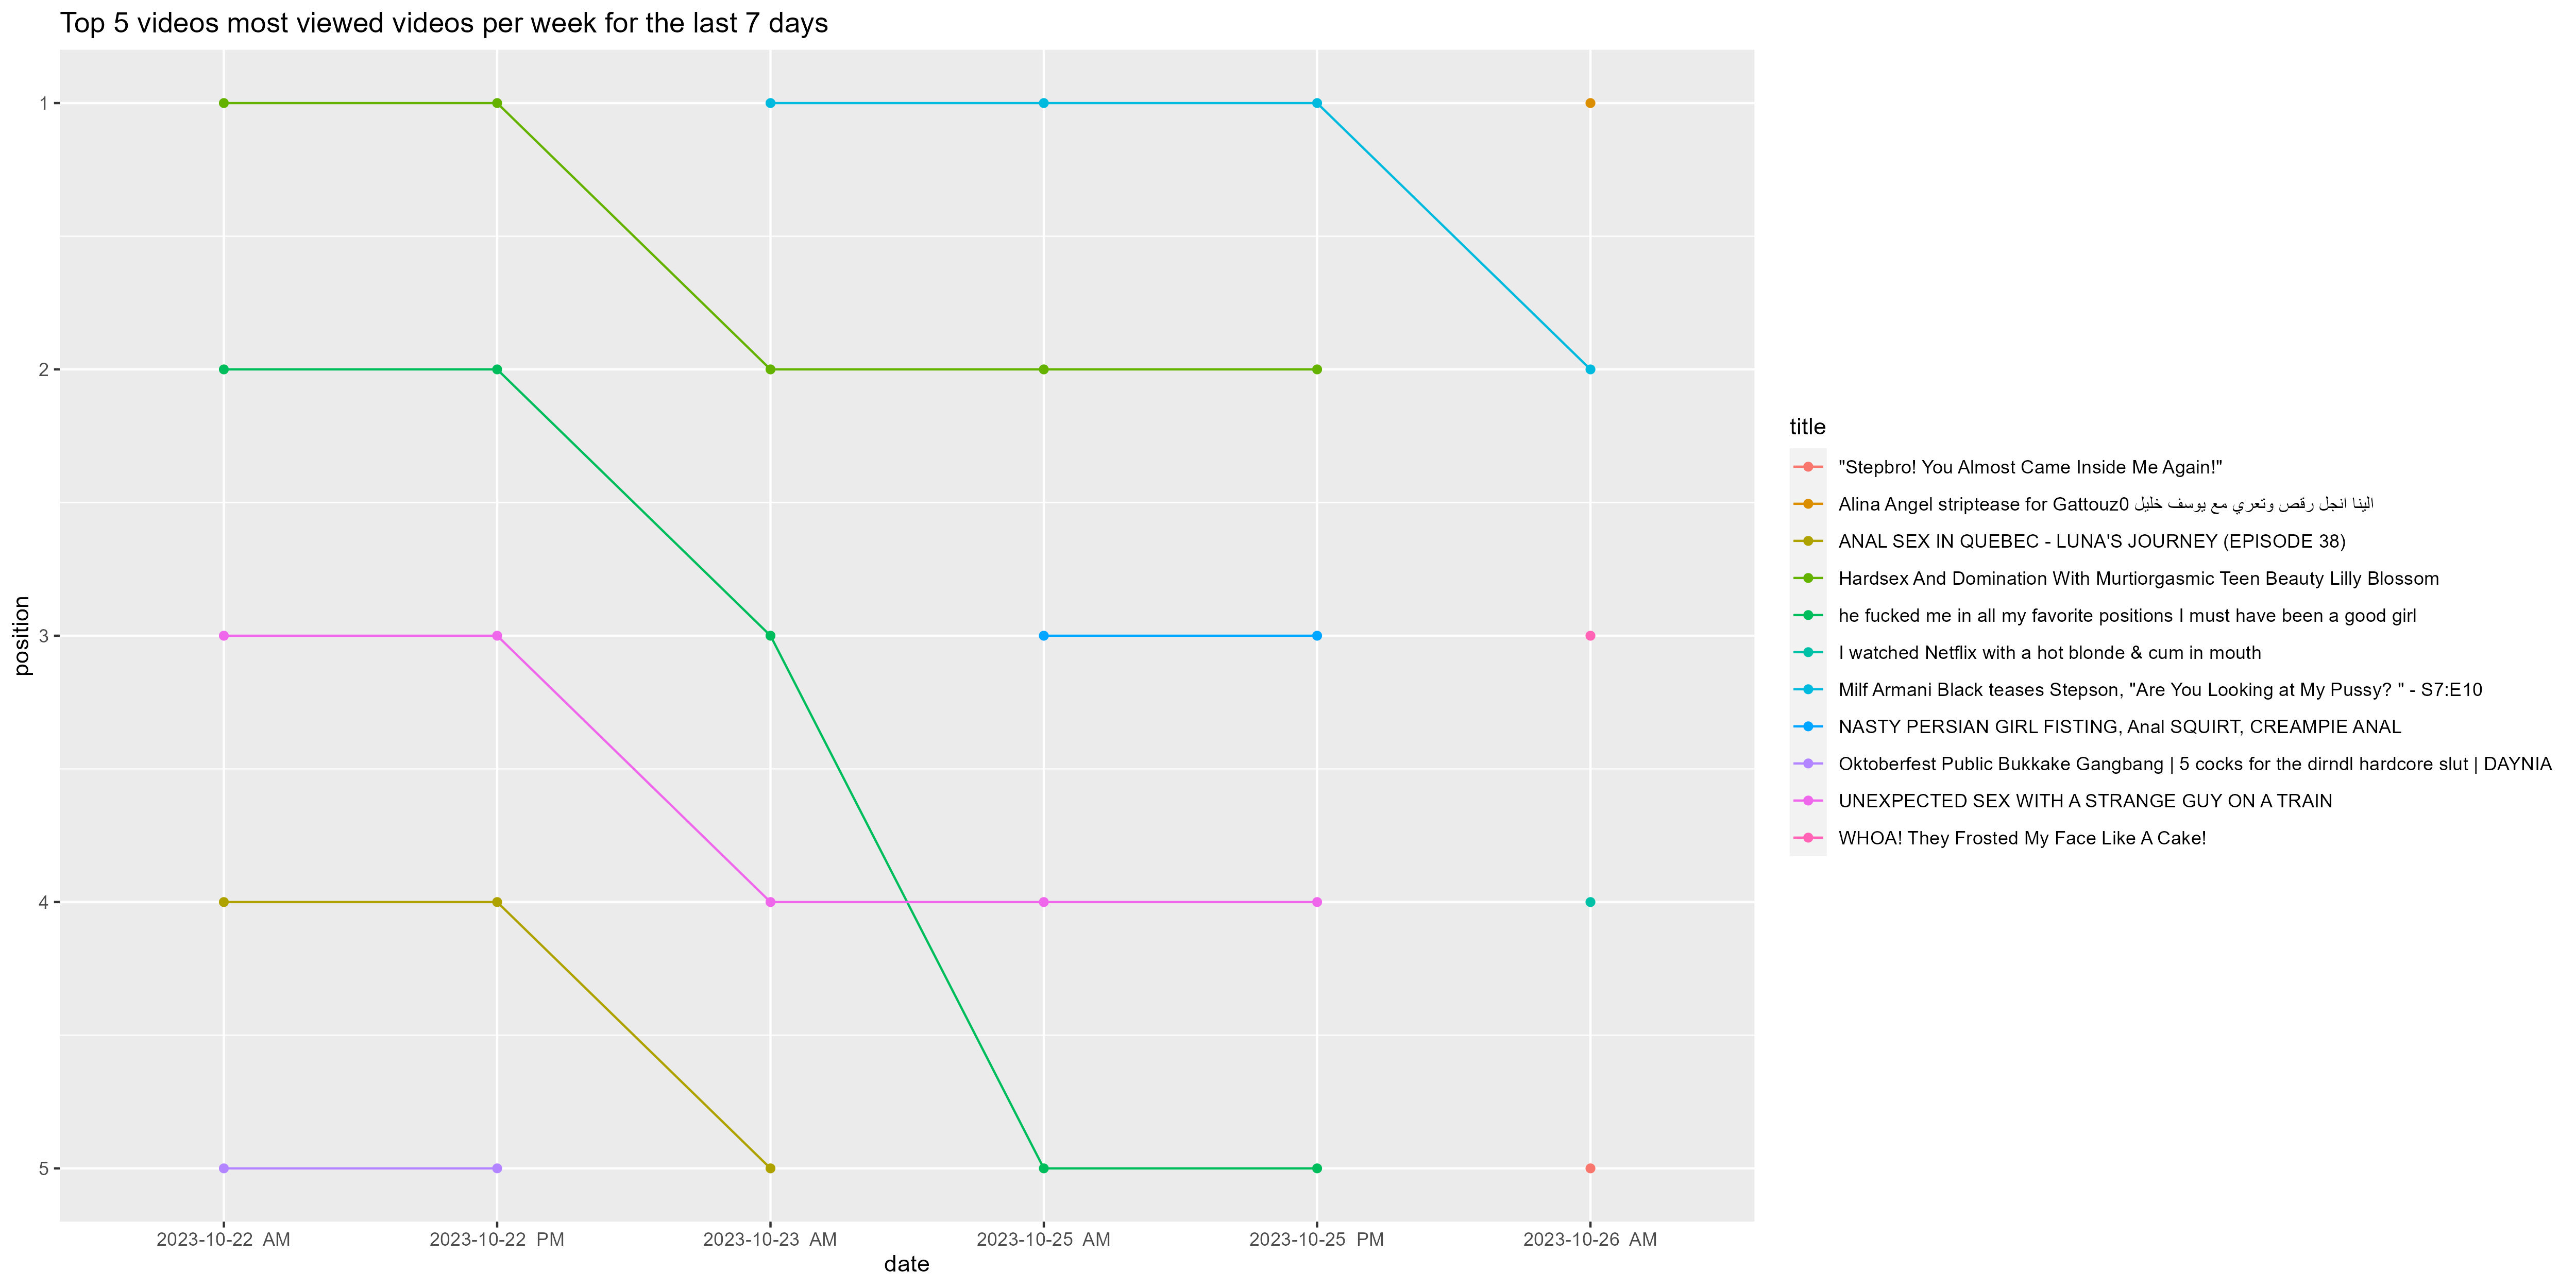 Top 5 videos most viewed videos per week for the last 7 days
position
1
2
3
4
5
2023-10-22 AM
2023-10-22 PM
2023-10-23 AM
2023-10-25 AM
2023-10-25 PM
2023-10-26 AM
date
title
"Stepbro! You Almost Came Inside Me Again!"
Alina Angel striptease for Gattouz0 الينا انجل رقص وتعري مع يوسف خليل
ANAL SEX IN QUEBEC - LUNA'S JOURNEY (EPISODE 38)
Hardsex And Domination With Murtiorgasmic Teen Beauty Lilly Blossom
he fucked me in all my favorite positions I must have been a good girl
I watched Netflix with a hot blonde & cum in mouth
Milf Armani Black teases Stepson, "Are You Looking at My Pussy? " - S7:E10
NASTY PERSIAN GIRL FISTING, Anal SQUIRT, CREAMPIE ANAL
Oktoberfest Public Bukkake Gangbang | 5 cocks for the dirndl hardcore slut | DAYNIA
UNEXPECTED SEX WITH A STRANGE GUY ON A TRAIN
WHOA! They Frosted My Face Like A Cake!